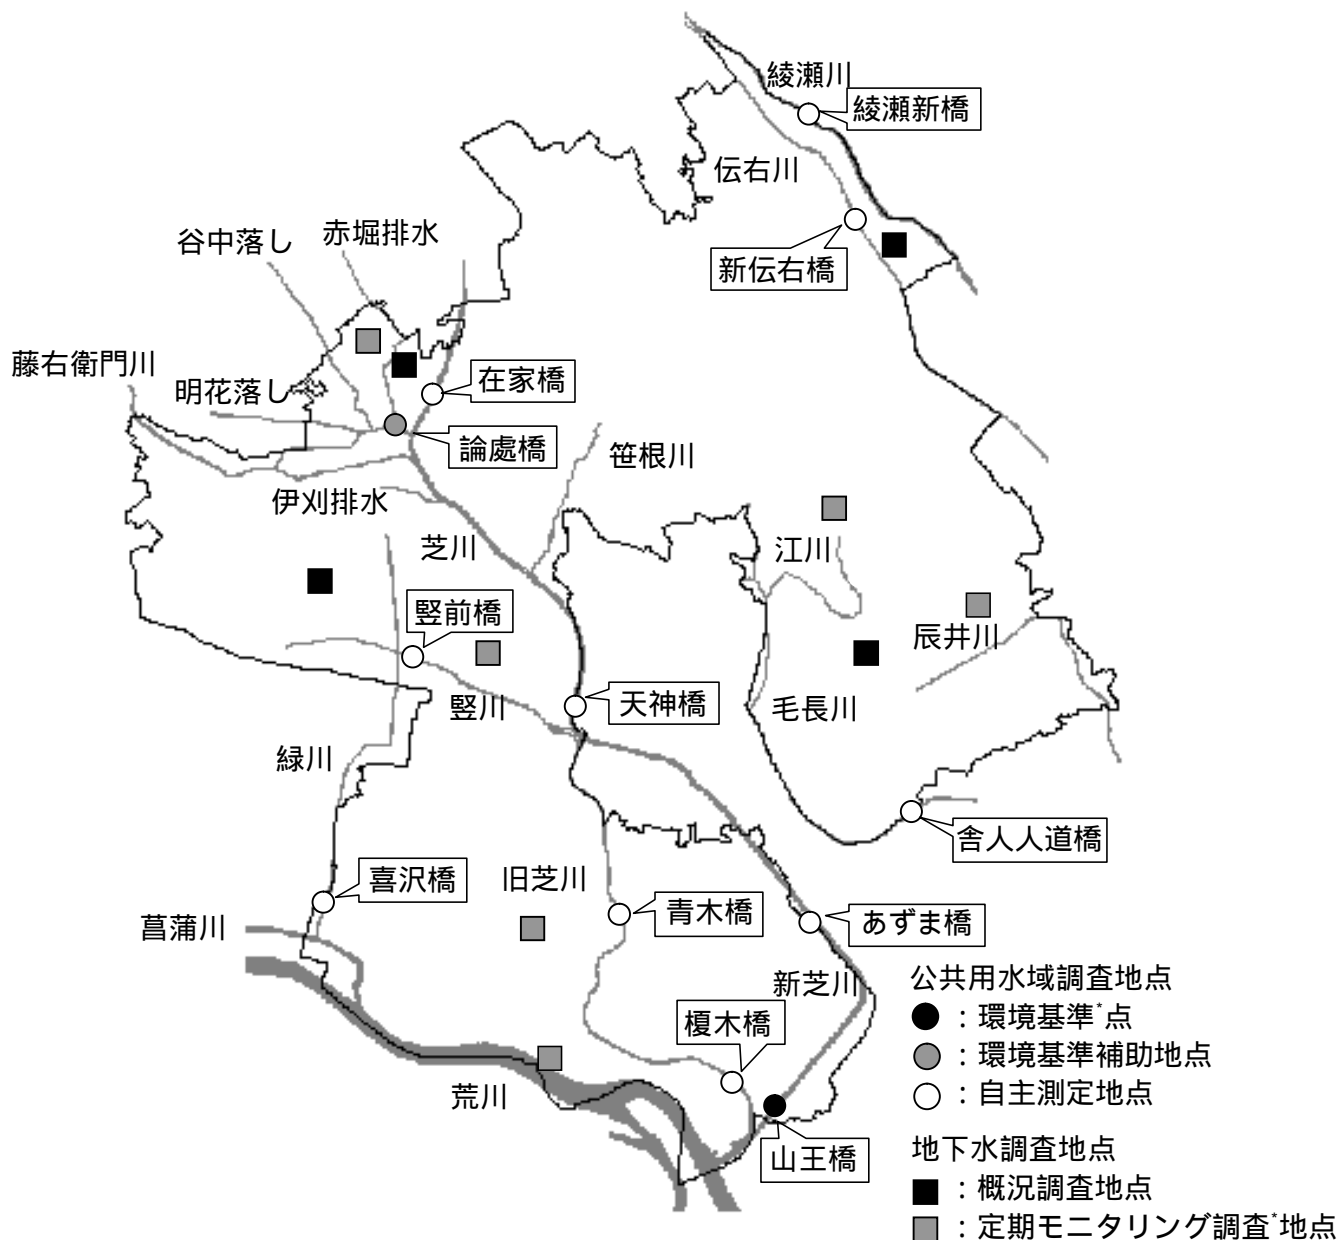 綾瀬川
綾瀬新橋
伝右川
新伝右橋
谷中落し
赤堀排水
藤右衛門川
明花落し
在家橋
論處橋
笹根川
伊刈排水
芝川
江川
竪前橋
辰井川
竪川
天神橋
毛長川
緑川
舎人人道橋
喜沢橋
旧芝川
青木橋
あずま橋
菖蒲川
新芝川
榎木橋
荒川
山王橋
公共用水域調査地点
：環境基準*点
：環境基準補助地点
：自主測定地点
地下水調査地点
：概況調査地点
：定期モニタリング調査*地点